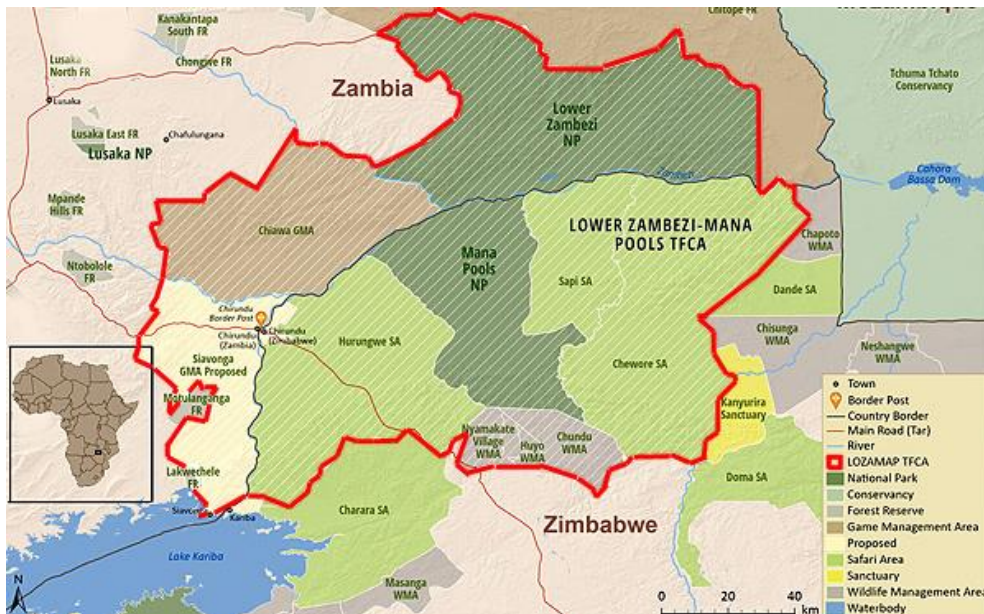 Mozambique
Kanakantapa
South FR
Chitope FR
Lusaka
North FR
Chongwe FR
Zambia
Lusaka
Tchuma Tchato
Conservancy
Lower
Zambezi
NP
Lusaka East FR
Chafulungana
Lusaka NP
Cahora
Bassa Dam
Zambezi
Mpande
Hills FR
Chiawa GMA
LOWER ZAMBEZI-MANA
POOLS TFCA
Chapoto
WMA
Mana
Pools
NP
Ntobolole
FR
Sapi SA
Dande SA
Chirundu
Border Post
Chirundu
(Zambia)
Chirundu
(Zimbabwe)
Hurungwe SA
Chisunga
WMA
Neshangwe
WMA
Siavonga
GMA Proposed
Chewore SA
Motulanganga
FR
Kanyurira
Sanctuary
Nyamakate
Village
WMA
Huyo
WMA
Chundu
WMA
Lakwechele
FR
Doma SA
Siavonga
Kariba
Charara SA
Zimbabwe
Lake Kariba
Masanga
WMA
N
0 20 40
km
Town
Border Post
Country Border
Main Road (Tar)
River
LOZAMAP TFCA
National Park
Conservancy
Forest Reserve
Game Management Area
Proposed
Safari Area
Sanctuary
Wildlife Management Area
Waterbody